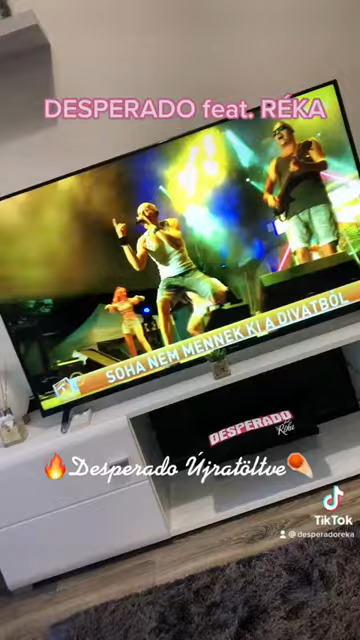 DESPERADO feat. RÉKA
SOHA NEM MENNEK KI A DIVATBÓL
DESPERADO
Réka
Desperado Újratöltve
TikTok
@desperadoreka